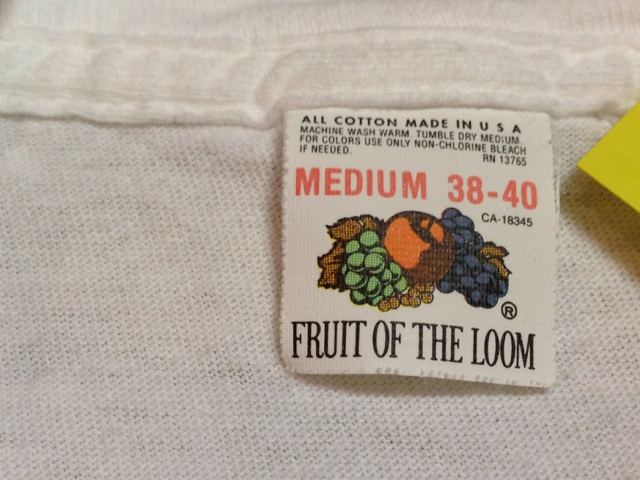 ALL COTTON MADE IN U S A
MACHINE WASH WARM. TUMBLE DRY MEDIUM.
FOR COLORS USE ONLY NON-CHLORINE BLEACH
IF NEEDED.
RN 13765
MEDIUM 38-40
CA-18345
®
FRUIT OF THE LOOM